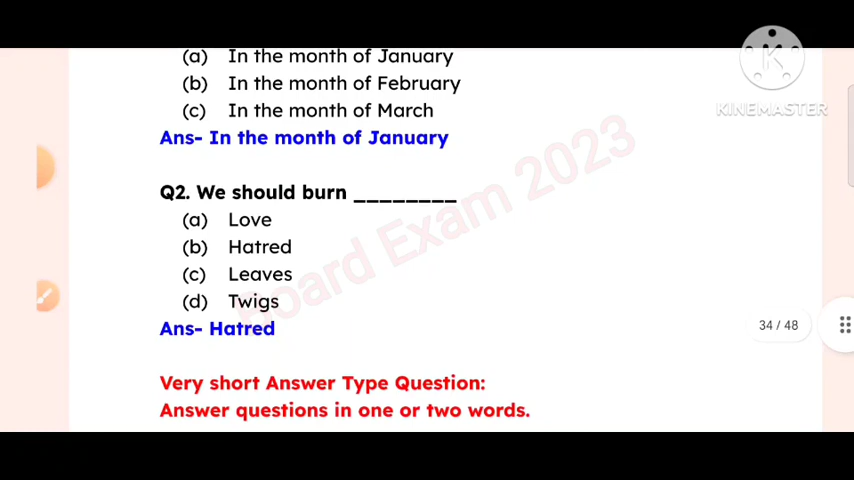 (a) In the month of January
(b) In the month of February
(c) In the month of March
Ans- In the month of January
Q2. We should burn ________
(a) Love
(b) Hatred
(c) Leaves
(d) Twigs
Ans- Hatred
Very short Answer Type Question:
Answer questions in one or two words.
Board Exam 2023
34 / 48
K
KINEMASTER